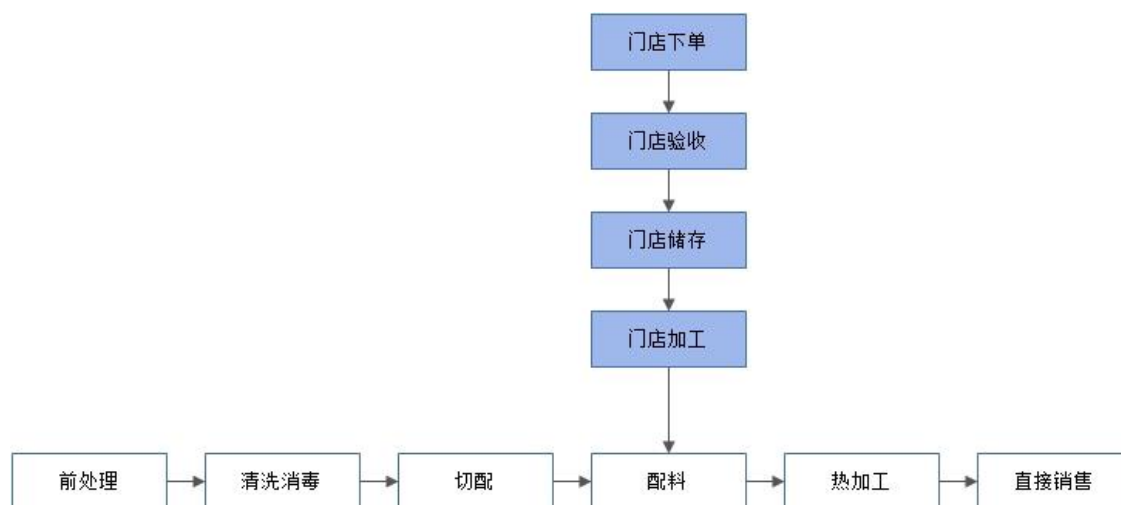 门店下单
门店验收
门店储存
门店加工
前处理
清洗消毒
切配
配料
热加工
直接销售